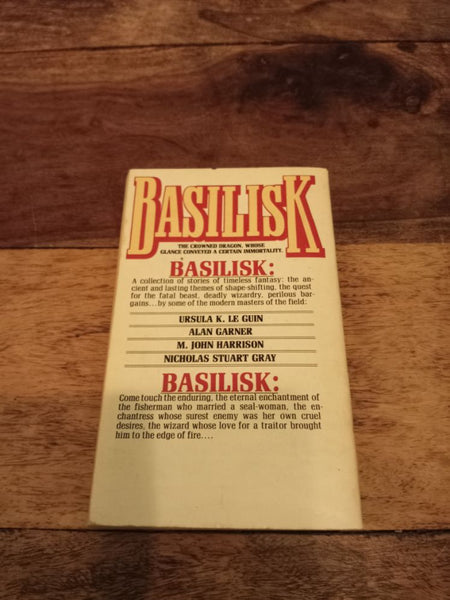 BASILISK
THE CROWNED DRAGON, WHOSE
GLANCE CONVEYED A CERTAIN IMMORTALITY.
BASILISK:
A collection of stories of timeless fantasy: the an-
cient and lasting themes of shape-shifting, the quest
for the fatal beast, deadly wizardry, perilous bar-
gains...by some of the modern masters of the field:
URSULA K. LE GUIN
ALAN GARNER
M. JOHN HARRISON
NICHOLAS STUART GRAY
BASILISK:
Come touch the enduring, the eternal enchantment of
the fisherman who married a seal-woman, the en-
chantress whose surest enemy was her own cruel
desires, the wizard whose love for a traitor brought
him to the edge of fire....